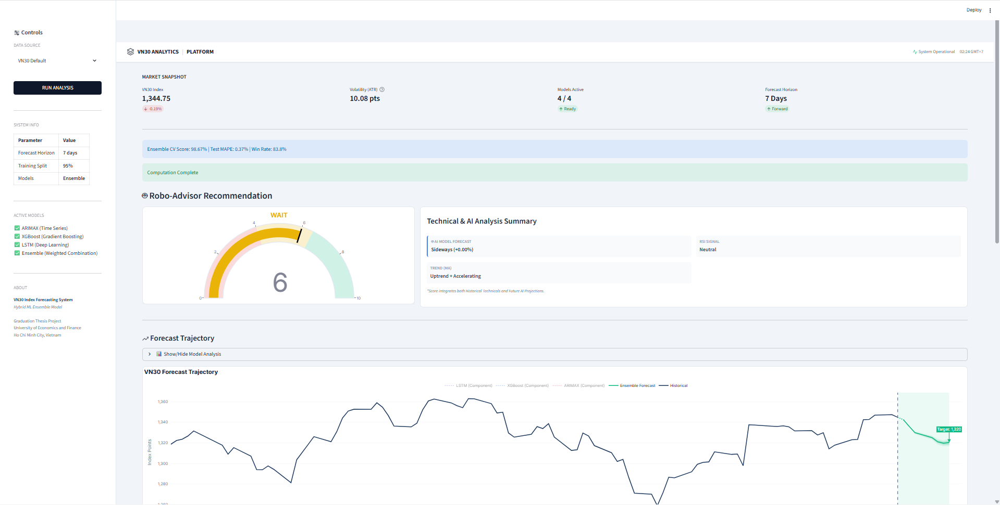 Deploy
Controls
DATA SOURCE
VN30 Default
RUN ANALYSIS
SYSTEM INFO
Parameter Value
Forecast Horizon 7 days
Training Split 95%
Models Ensemble
ACTIVE MODELS
ARIMAX (Time Series)
XGBoost (Gradient Boosting)
LSTM (Deep Learning)
Ensemble (Weighted Combination)
ABOUT
VN30 Index Forecasting System
Hybrid ML Ensemble Model
Graduation Thesis Project
University of Economics and Finance
Ho Chi Minh City, Vietnam
VN30 ANALYTICS | PLATFORM
System Operational 02:24 GMT+7
MARKET SNAPSHOT
VN30 Index
1,344.75
↓ -0.19%
Volatility (ATR)
10.08 pts
Models Active
4 / 4
↑ Ready
Forecast Horizon
7 Days
↑ Forward
Ensemble CV Score: 98.67% | Test MAPE: 0.37% | Win Rate: 83.8%
Computation Complete
Robo-Advisor Recommendation
WAIT
0
2
4
6
8
10
6
Technical & AI Analysis Summary
AI MODEL FORECAST
Sideways (+0.00%)
RSI SIGNAL
Neutral
TREND (MA)
Uptrend + Accelerating
*Score integrates both Historical Technicals and Future AI Projections.
Forecast Trajectory
Show/Hide Model Analysis
VN30 Forecast Trajectory
LSTM (Component) XGBoost (Component) ARIMAX (Component) Ensemble Forecast Historical
Index Points
1,360
1,340
1,320
1,300
1,280
1,260
Target: 1,320